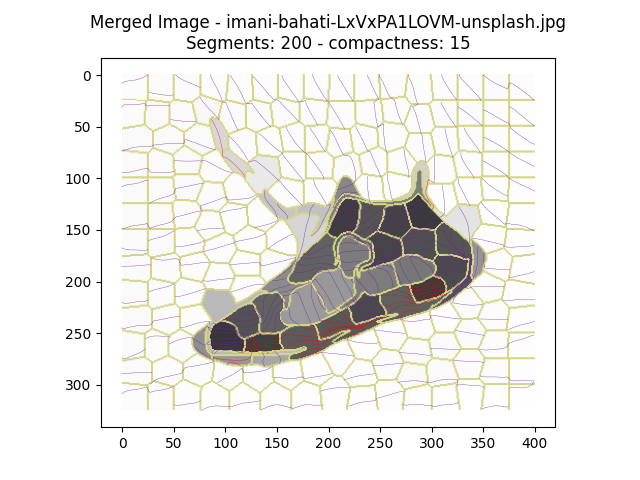 Merged Image - imani-bahati-LxVxPA1LOVM-unsplash.jpg
Segments: 200 - compactness: 15
0
50
100
150
200
250
300
0 50 100 150 200 250 300 350 400